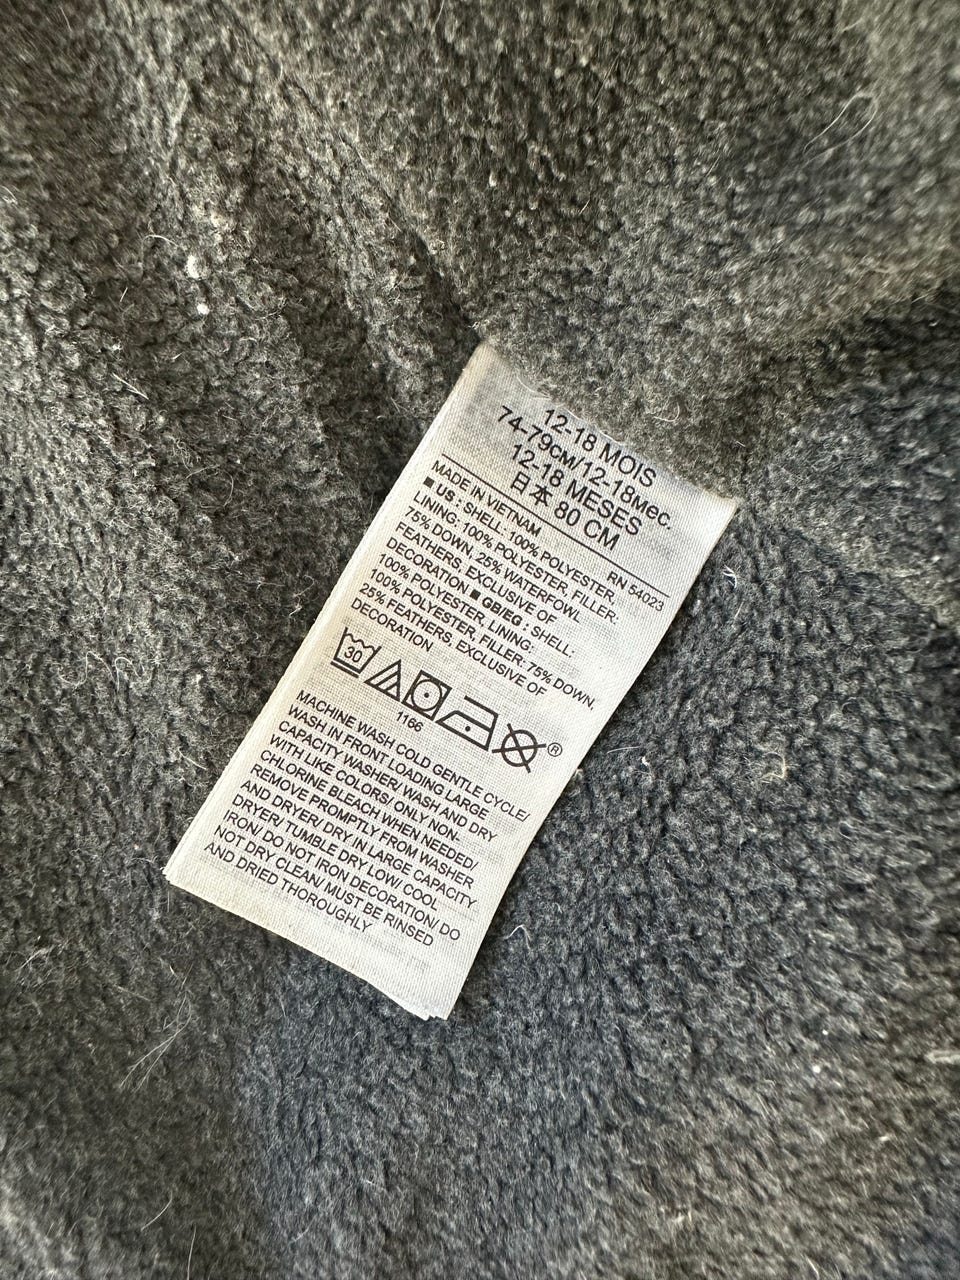 12-18 MOIS
74-79см/12-18мес.
12-18 MESES
日本 80 CM
MADE IN VIETNAM RN 54023
■ US : SHELL: 100% POLYESTER,
LINING: 100% POLYESTER, FILLER:
75% DOWN, 25% WATERFOWL
FEATHERS, EXCLUSIVE OF
DECORATION ■ GB/EG : SHELL:
100% POLYESTER, LINING:
100% POLYESTER, FILLER: 75% DOWN,
25% FEATHERS, EXCLUSIVE OF
DECORATION
30 ®
1166
MACHINE WASH COLD GENTLE CYCLE/
WASH IN FRONT LOADING LARGE
CAPACITY WASHER/ WASH AND DRY
WITH LIKE COLORS/ ONLY NON-
CHLORINE BLEACH WHEN NEEDED/
REMOVE PROMPTLY FROM WASHER
AND DRYER/ DRY IN LARGE CAPACITY
DRYER/ TUMBLE DRY LOW/ COOL
IRON/ DO NOT IRON DECORATION/ DO
NOT DRY CLEAN/ MUST BE RINSED
AND DRIED THOROUGHLY